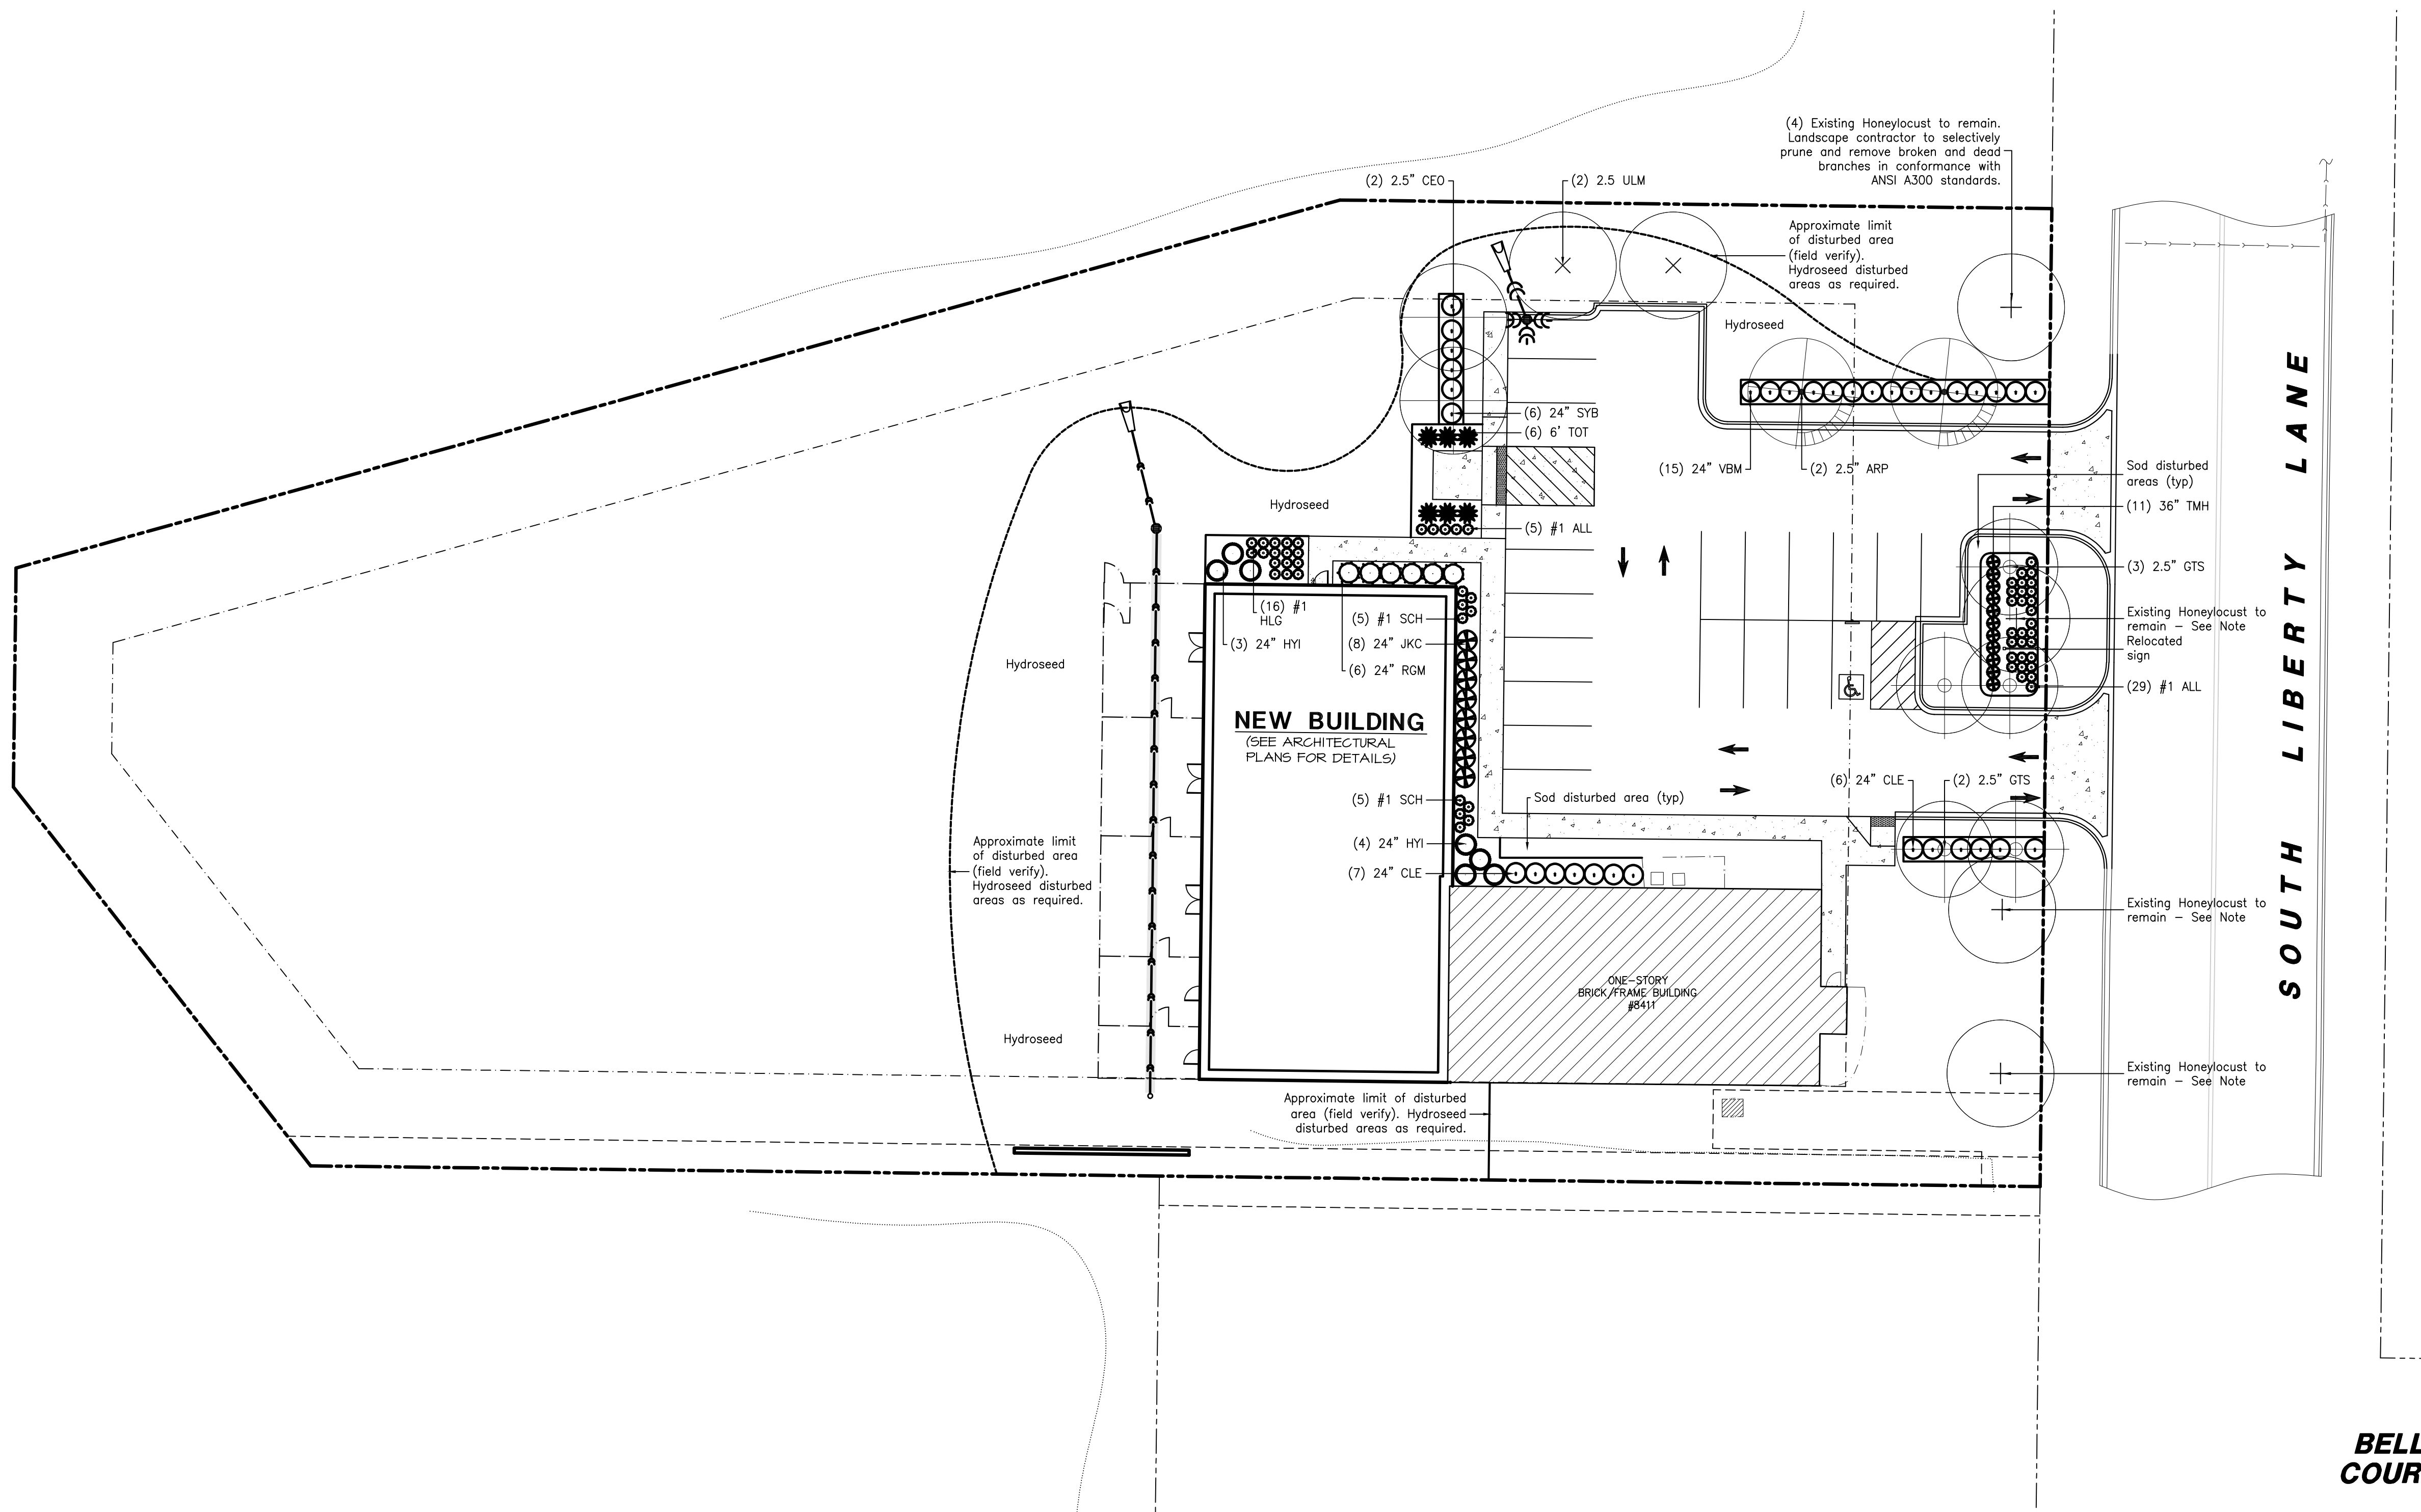 (4) Existing Honeylocust to remain.
Landscape contractor to selectively
prune and remove broken and dead
branches in conformance with
ANSI A300 standards.
(2) 2.5" CEO
(2) 2.5 ULM
Approximate limit
of disturbed area
(field verify).
Hydroseed disturbed
areas as required.
Hydroseed
(6) 24" SYB
(6) 6' TOT
(15) 24" VBM
(2) 2.5" ARP
Sod disturbed
areas (typ)
(11) 36" TMH
Hydroseed
(5) #1 ALL
(3) 2.5" GTS
(16) #1
HLG
(3) 24" HYI
(5) #1 SCH
(8) 24" JKC
(6) 24" RGM
Existing Honeylocust to
remain – See Note
Relocated
sign
(29) #1 ALL
Hydroseed
NEW BUILDING
(SEE ARCHITECTURAL
PLANS FOR DETAILS)
(5) #1 SCH
Sod disturbed area (typ)
(6) 24" CLE
(2) 2.5" GTS
(4) 24" HYI
(7) 24" CLE
Approximate limit
of disturbed area
(field verify).
Hydroseed disturbed
areas as required.
Existing Honeylocust to
remain – See Note
ONE–STORY
BRICK/FRAME BUILDING
#8411
Hydroseed
Existing Honeylocust to
remain – See Note
Approximate limit of disturbed
area (field verify). Hydroseed
disturbed areas as required.
SOUTH LIBERTY LANE
BELL
COUR